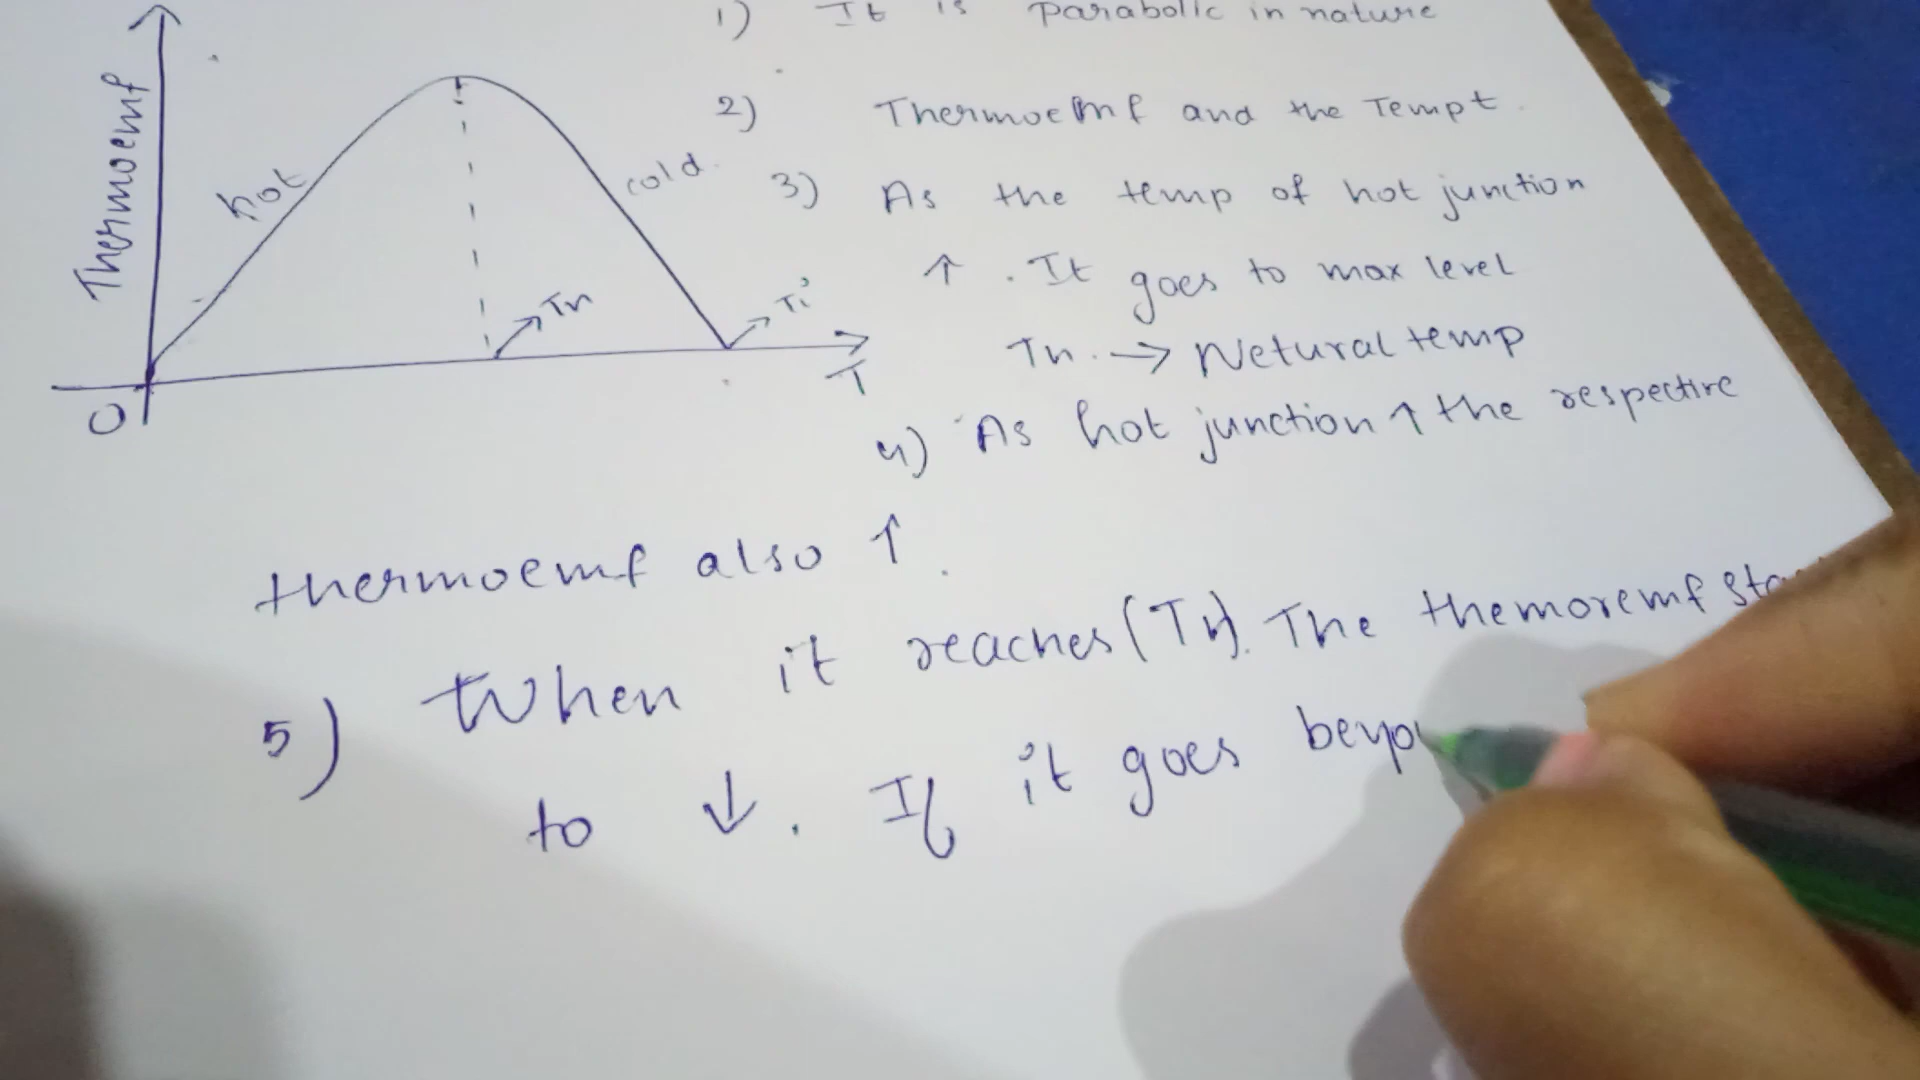 1) It is parabolic in nature
Thermoemf
2) Thermoemf and the Tempt.
hot
cold
3) As the temp of hot junction
↑. It goes to max level
Tn
Ti
Tn. → Netural temp
T
O
4) As hot junction ↑ the respective
thermoemf also ↑.
5) When it reaches (Tn). The themoremf
to ↓. If it goes